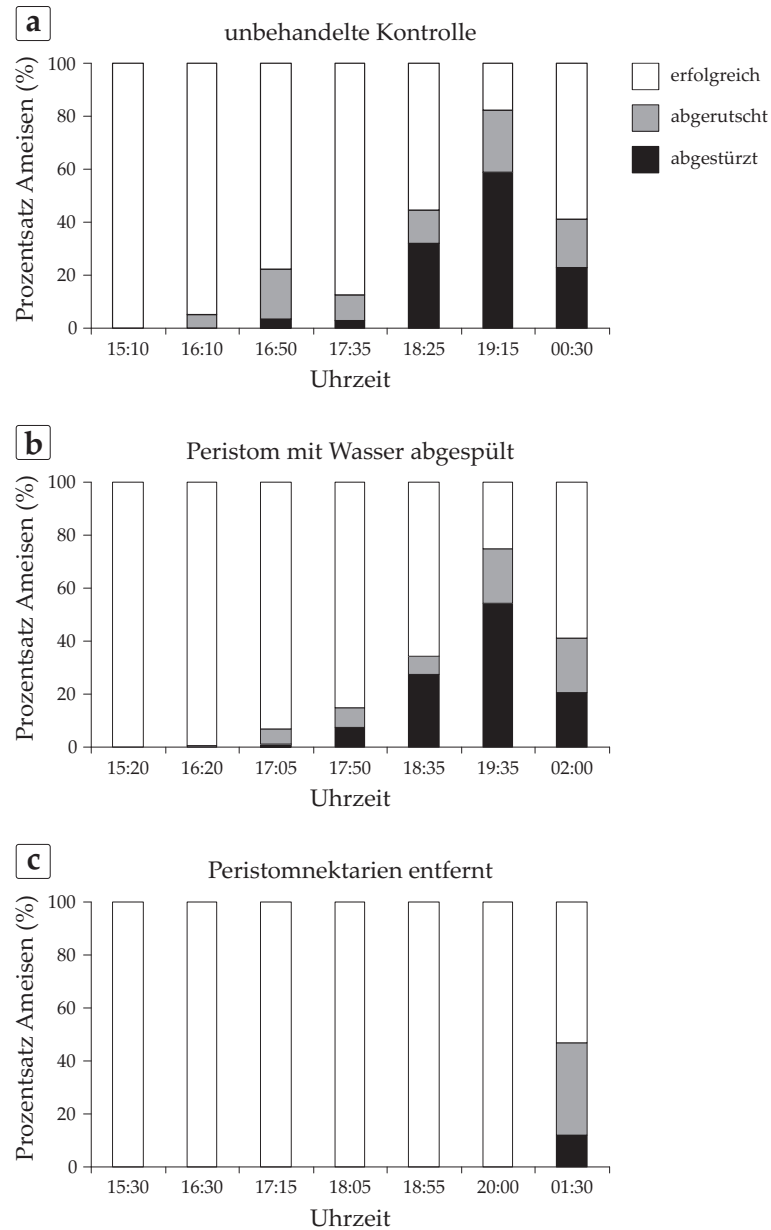 a
unbehandelte Kontrolle
Prozentsatz Ameisen (%)
100
80
60
40
20
0
15:10 16:10 16:50 17:35 18:25 19:15 00:30
Uhrzeit
erfolgreich
abgerutscht
abgestürzt
b
Peristom mit Wasser abgespült
Prozentsatz Ameisen (%)
100
80
60
40
20
0
15:20 16:20 17:05 17:50 18:35 19:35 02:00
Uhrzeit
c
Peristomnektarien entfernt
Prozentsatz Ameisen (%)
100
80
60
40
20
0
15:30 16:30 17:15 18:05 18:55 20:00 01:30
Uhrzeit